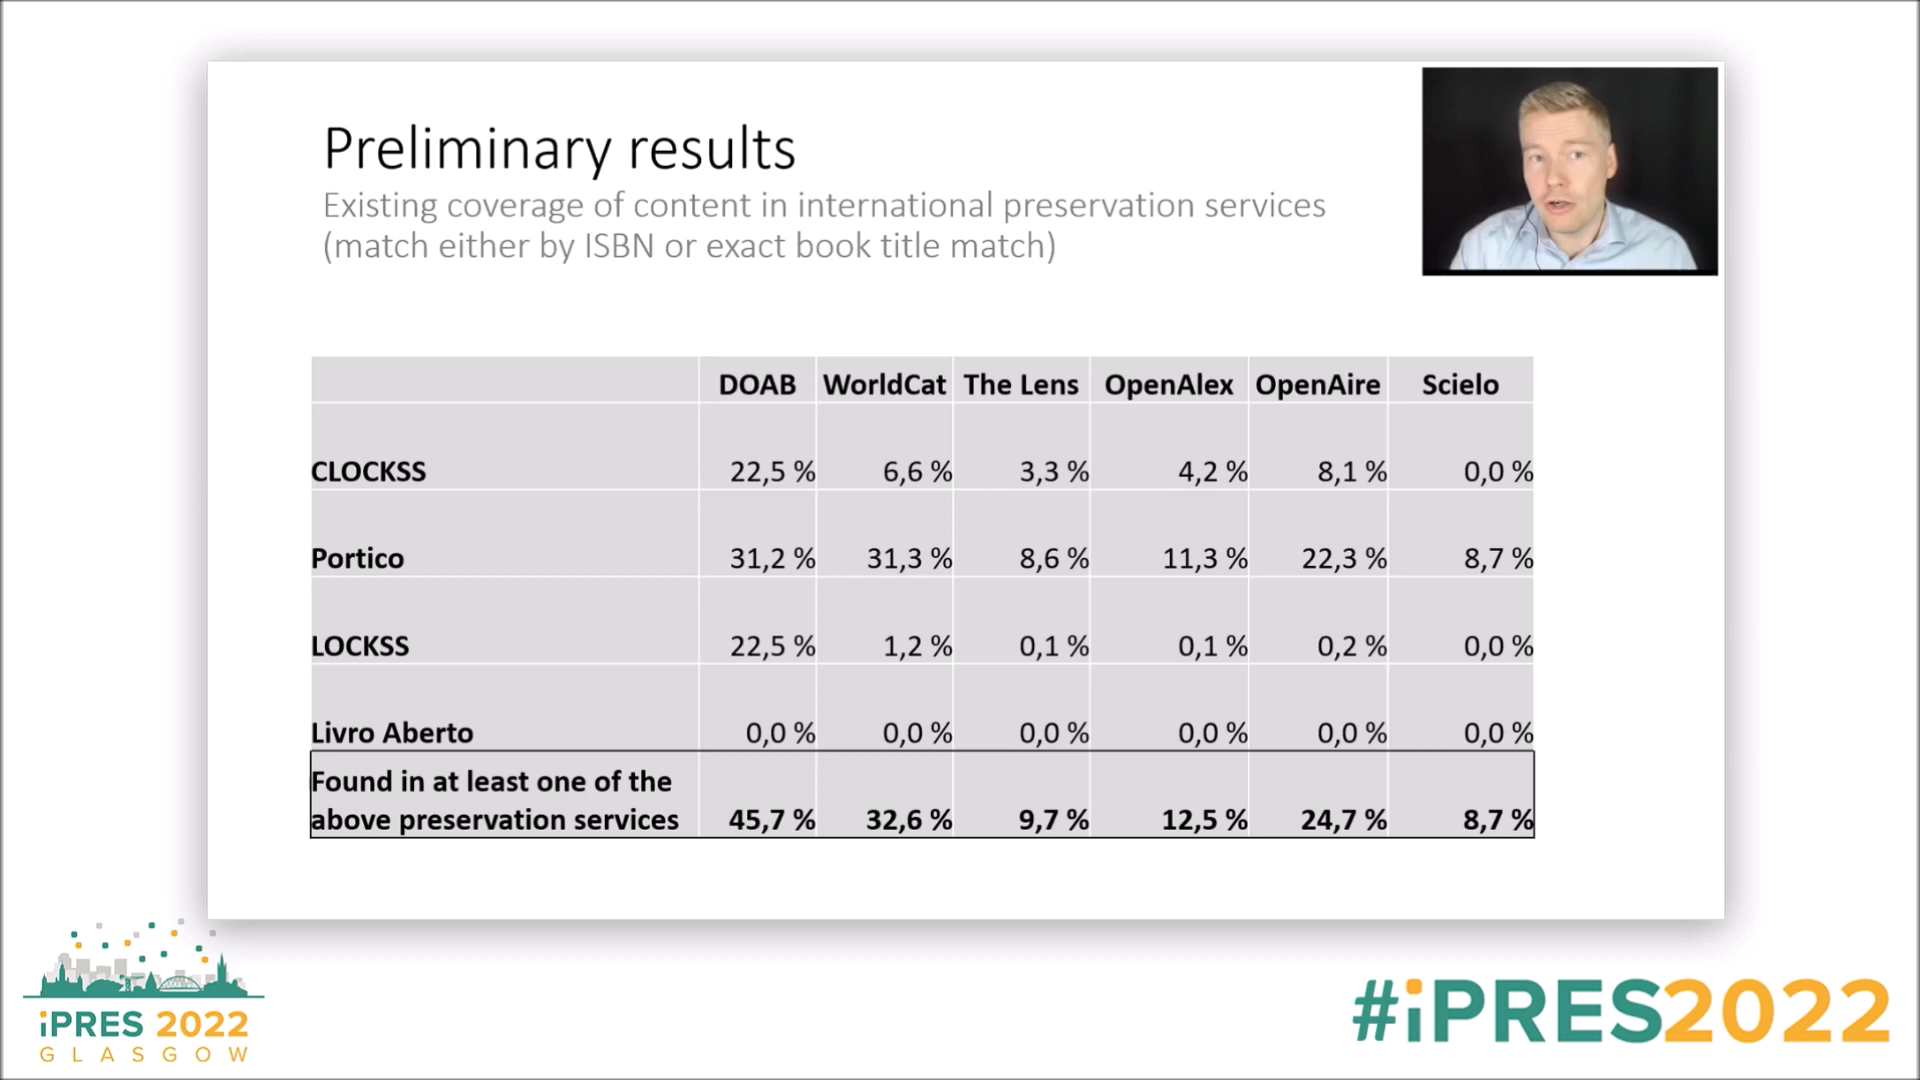 Preliminary results
Existing coverage of content in international preservation services
(match either by ISBN or exact book title match)
DOAB WorldCat The Lens OpenAlex OpenAire Scielo
CLOCKSS 22,5 % 6,6 % 3,3 % 4,2 % 8,1 % 0,0 %
Portico 31,2 % 31,3 % 8,6 % 11,3 % 22,3 % 8,7 %
LOCKSS 22,5 % 1,2 % 0,1 % 0,1 % 0,2 % 0,0 %
Livro Aberto 0,0 % 0,0 % 0,0 % 0,0 % 0,0 % 0,0 %
Found in at least one of the
above preservation services 45,7 % 32,6 % 9,7 % 12,5 % 24,7 % 8,7 %
iPRES 2022
GLASGOW
#iPRES2022